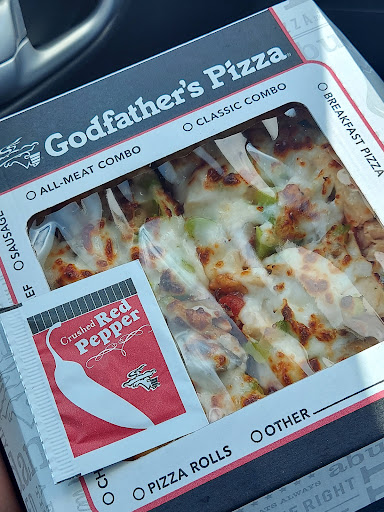 Godfather's Pizza
ALL-MEAT COMBO
CLASSIC COMBO
BREAKFAST PIZZA
SAUSAGE
Crushed
Red
Pepper
PIZZA ROLLS
OTHER